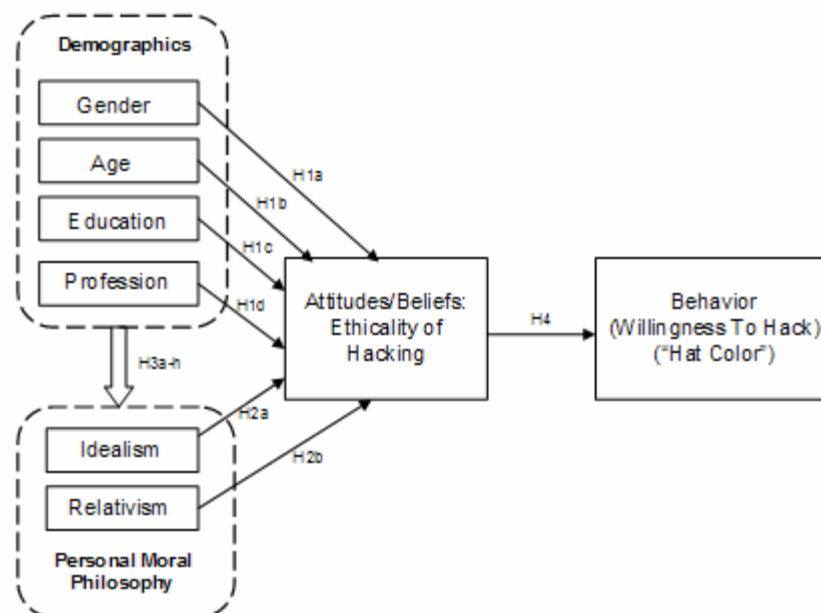 Demographics
Gender
Age
Education
Profession
H1a
H1b
H1c
H1d
Attitudes/Beliefs:
Ethicality of
Hacking
H4
Behavior
(Willingness To Hack)
("Hat Color")
H3a-h
H2a
H2b
Idealism
Relativism
Personal Moral
Philosophy